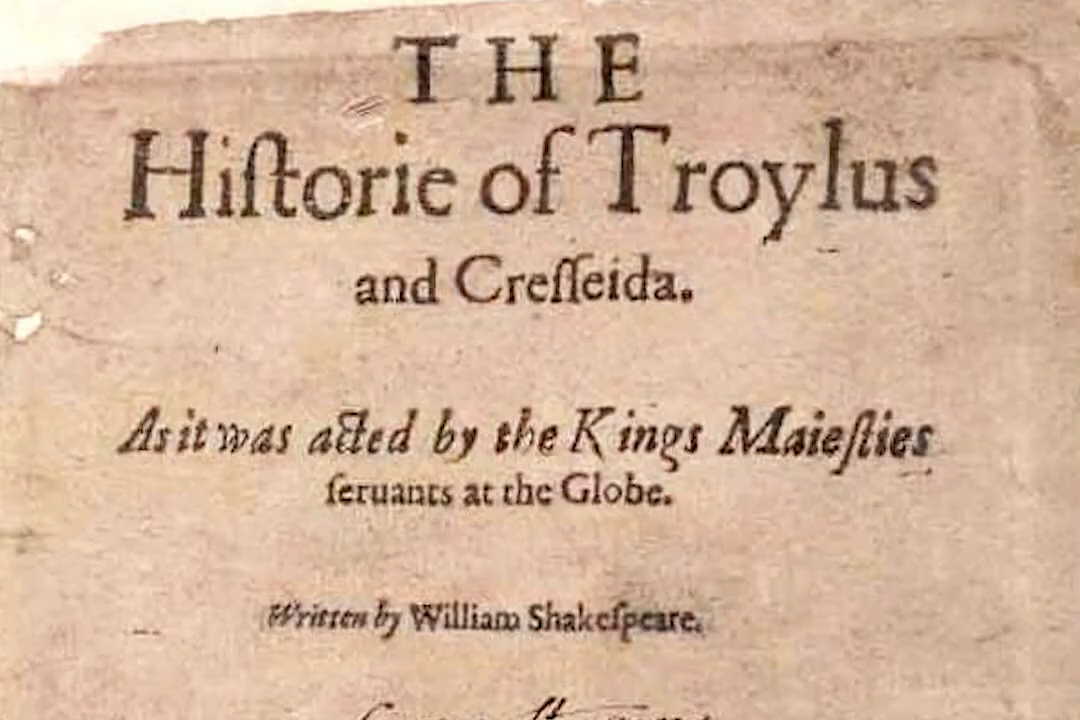 THE
Hiſtorie of Troylus
and Creſſeida.
As it was acted by the Kings Maieſties
ſeruants at the Globe.
Written by William Shakeſpeare.